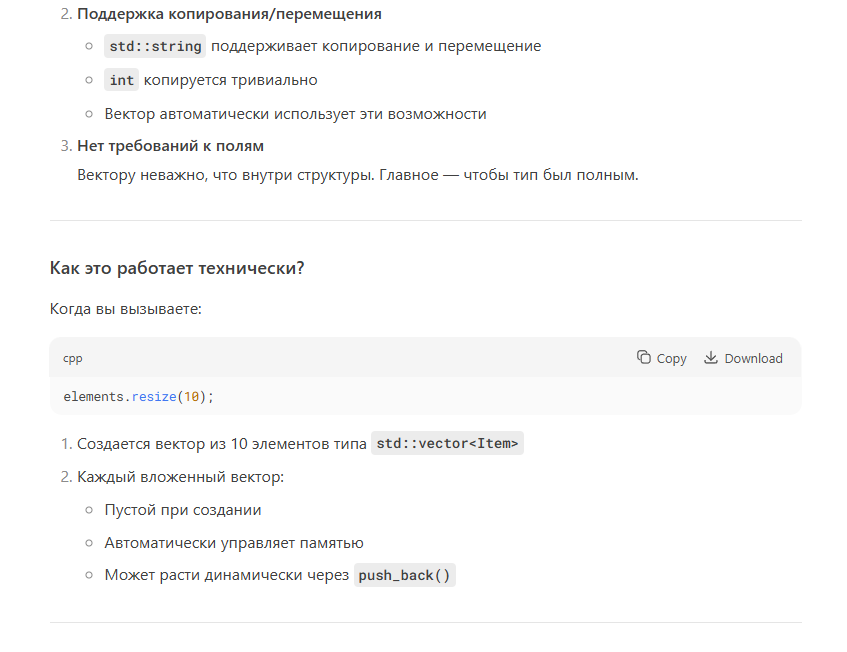 2. Поддержка копирования/перемещения
std::string поддерживает копирование и перемещение
int копируется тривиально
Вектор автоматически использует эти возможности
3. Нет требований к полям
Вектору неважно, что внутри структуры. Главное — чтобы тип был полным.
Как это работает технически?
Когда вы вызываете:
cpp Copy Download
elements.resize(10);
1. Создается вектор из 10 элементов типа std::vector<Item>
2. Каждый вложенный вектор:
Пустой при создании
Автоматически управляет памятью
Может расти динамически через push_back()